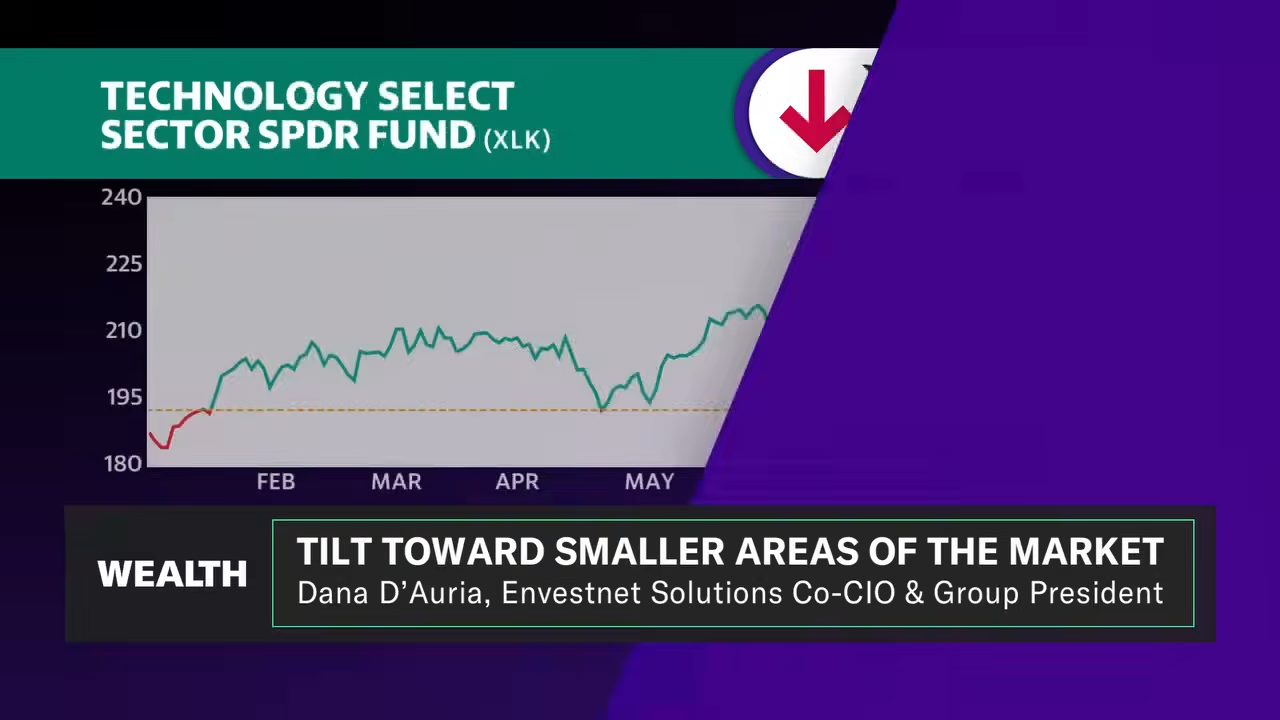 TECHNOLOGY SELECT
SECTOR SPDR FUND (XLK)
240
225
210
195
180
FEB MAR APR MAY
WEALTH
TILT TOWARD SMALLER AREAS OF THE MARKET
Dana D’Auria, Envestnet Solutions Co-CIO & Group President